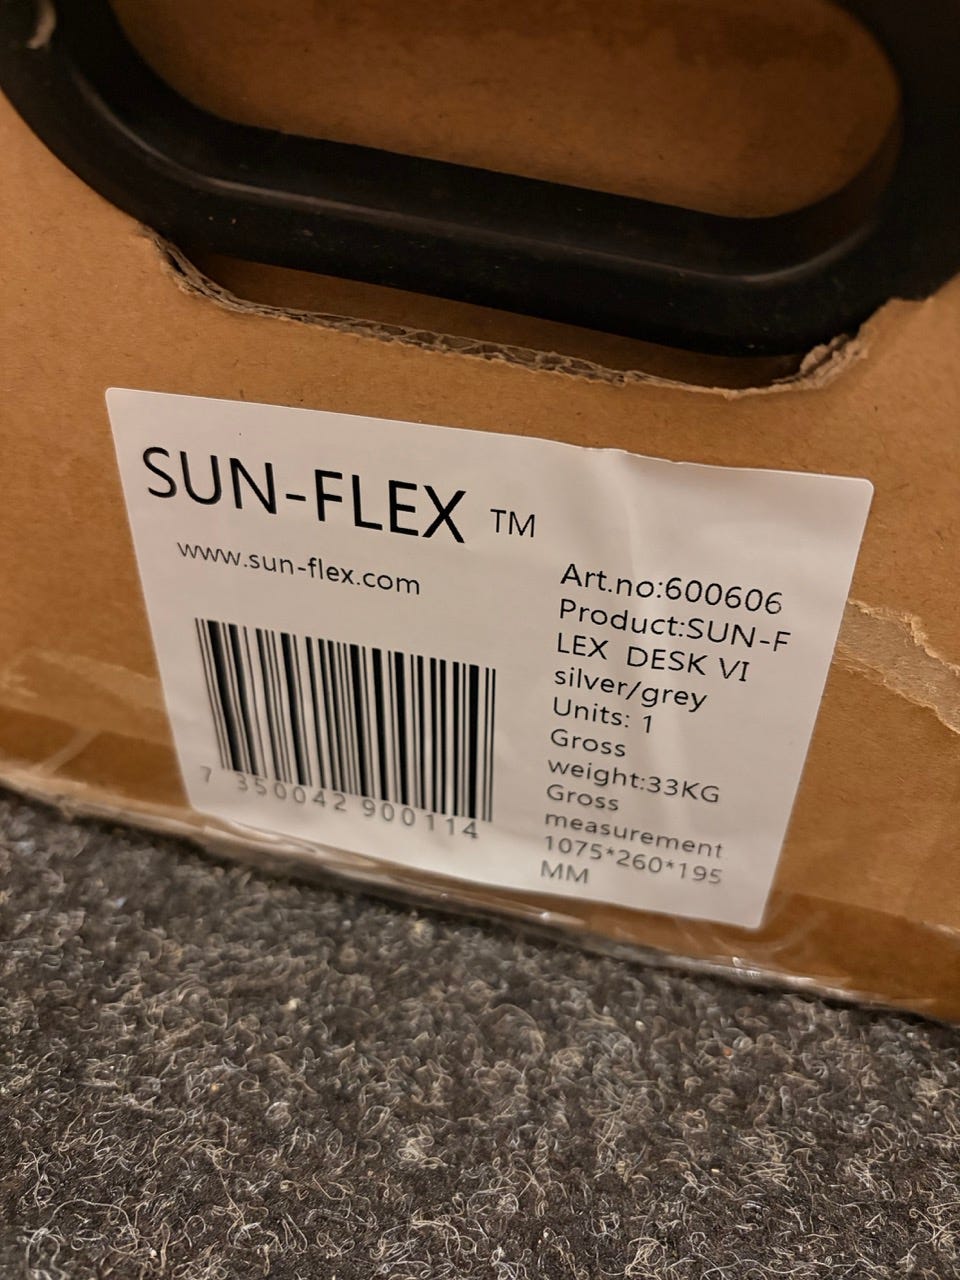 SUN-FLEX ™
www.sun-flex.com
7 350042 900114
Art.no:600606
Product:SUN-F
LEX DESK VI
silver/grey
Units: 1
Gross
weight:33KG
Gross
measurement
1075*260*195
MM